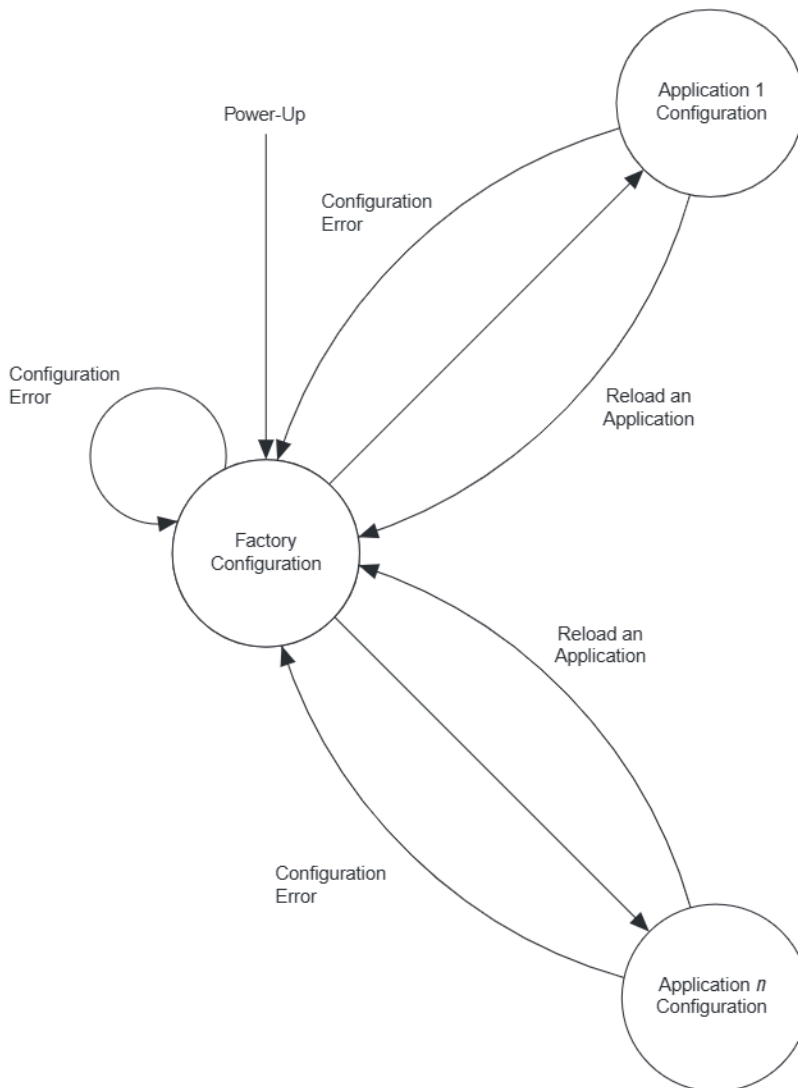 Application 1
Configuration
Power-Up
Configuration
Error
Configuration
Error
Reload an
Application
Factory
Configuration
Reload an
Application
Configuration
Error
Application n
Configuration